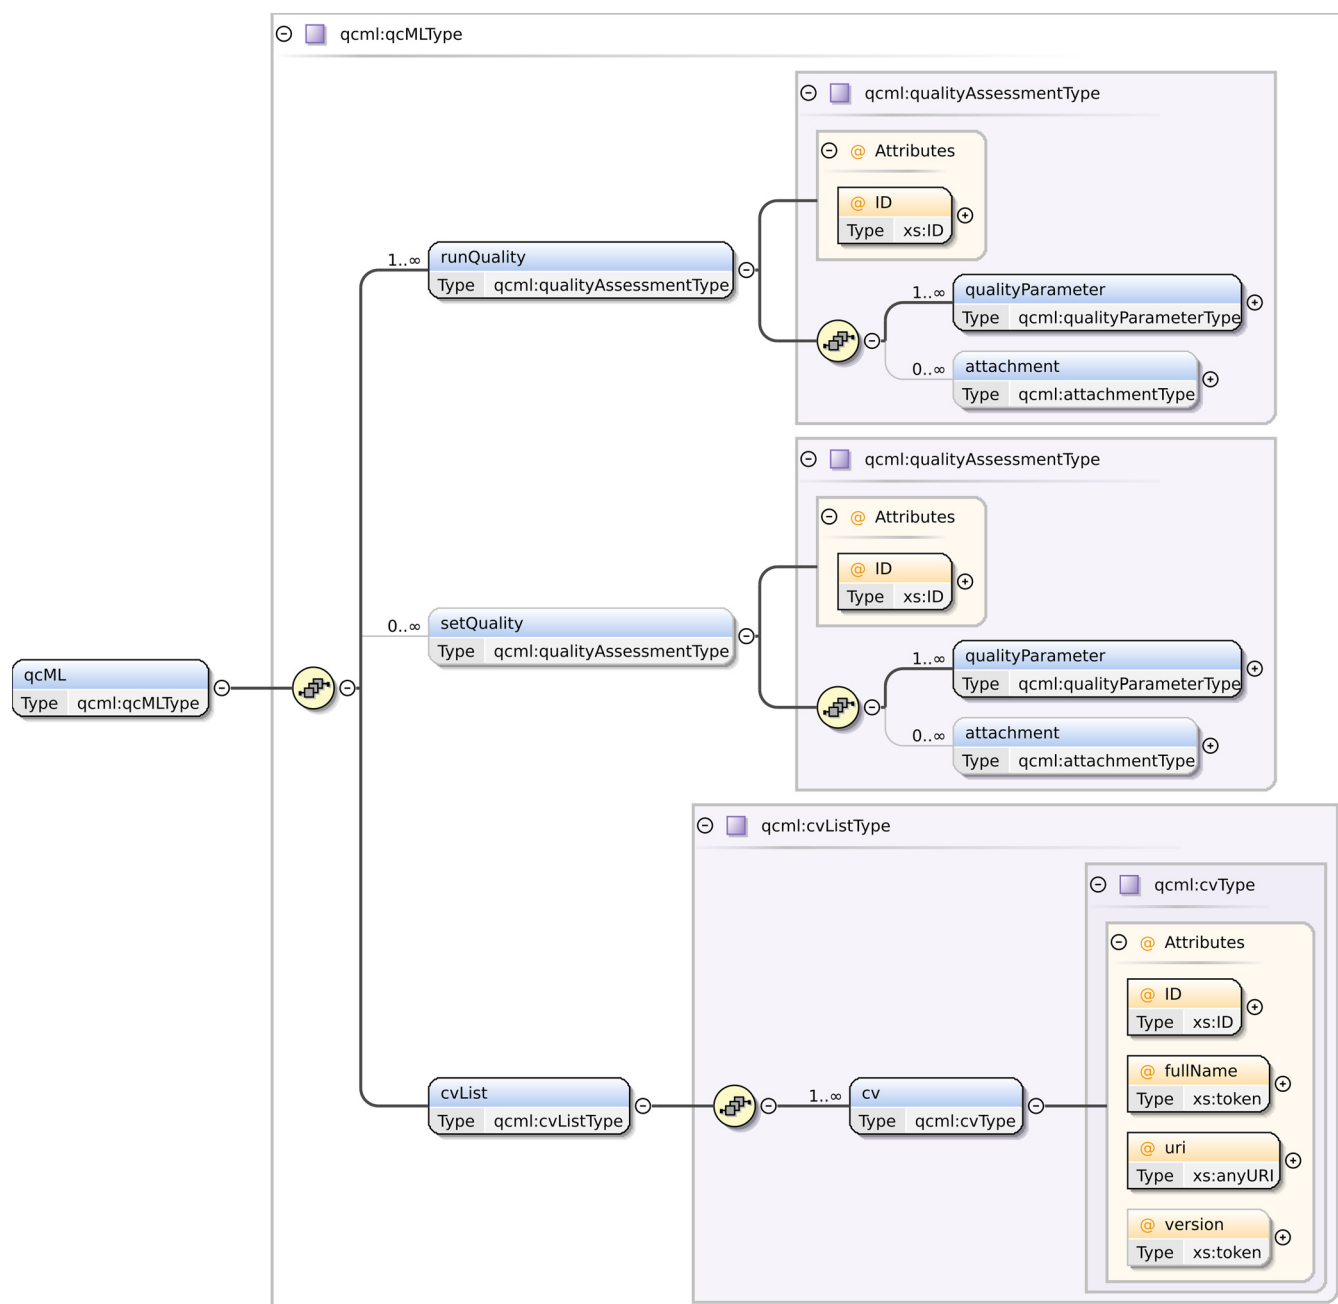 qcml:qcMLType
qcml:qualityAssessmentType
@ Attributes
@ ID
Type xs:ID
1..∞
runQuality
Type qcml:qualityAssessmentType
1..∞
qualityParameter
Type qcml:qualityParameterType
0..∞
attachment
Type qcml:attachmentType
qcml:qualityAssessmentType
@ Attributes
@ ID
Type xs:ID
0..∞
setQuality
Type qcml:qualityAssessmentType
1..∞
qualityParameter
Type qcml:qualityParameterType
0..∞
attachment
Type qcml:attachmentType
qcML
Type qcml:qcMLType
qcml:cvListType
qcml:cvType
@ Attributes
@ ID
Type xs:ID
@ fullName
Type xs:token
cvList
Type qcml:cvListType
1..∞
cv
Type qcml:cvType
@ uri
Type xs:anyURI
@ version
Type xs:token